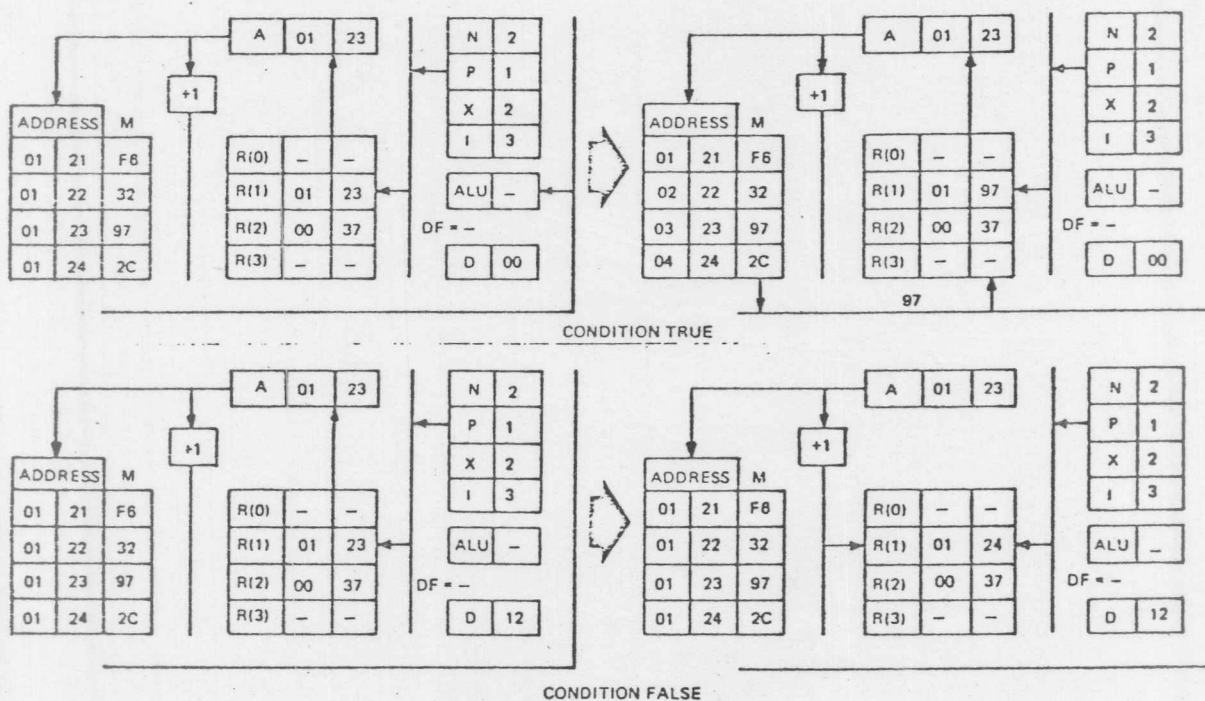 A 01 23
N 2
P 1
X 2
I 3
+1
ADDRESS M
01 21 F6
01 22 32
01 23 97
01 24 2C
R(0) – –
R(1) 01 23
R(2) 00 37
R(3) – –
ALU –
DF = –
D 00
A 01 23
N 2
P 1
X 2
I 3
+1
ADDRESS M
01 21 F6
02 22 32
03 23 97
04 24 2C
R(0) – –
R(1) 01 97
R(2) 00 37
R(3) – –
ALU –
DF = –
D 00
97
CONDITION TRUE
A 01 23
N 2
P 1
X 2
I 3
+1
ADDRESS M
01 21 F6
01 22 32
01 23 97
01 24 2C
R(0) – –
R(1) 01 23
R(2) 00 37
R(3) – –
ALU –
DF = –
D 12
A 01 23
N 2
P 1
X 2
I 3
+1
ADDRESS M
01 21 F6
01 22 32
01 23 97
01 24 2C
R(0) – –
R(1) 01 24
R(2) 00 37
R(3) – –
ALU –
DF = –
D 12
CONDITION FALSE